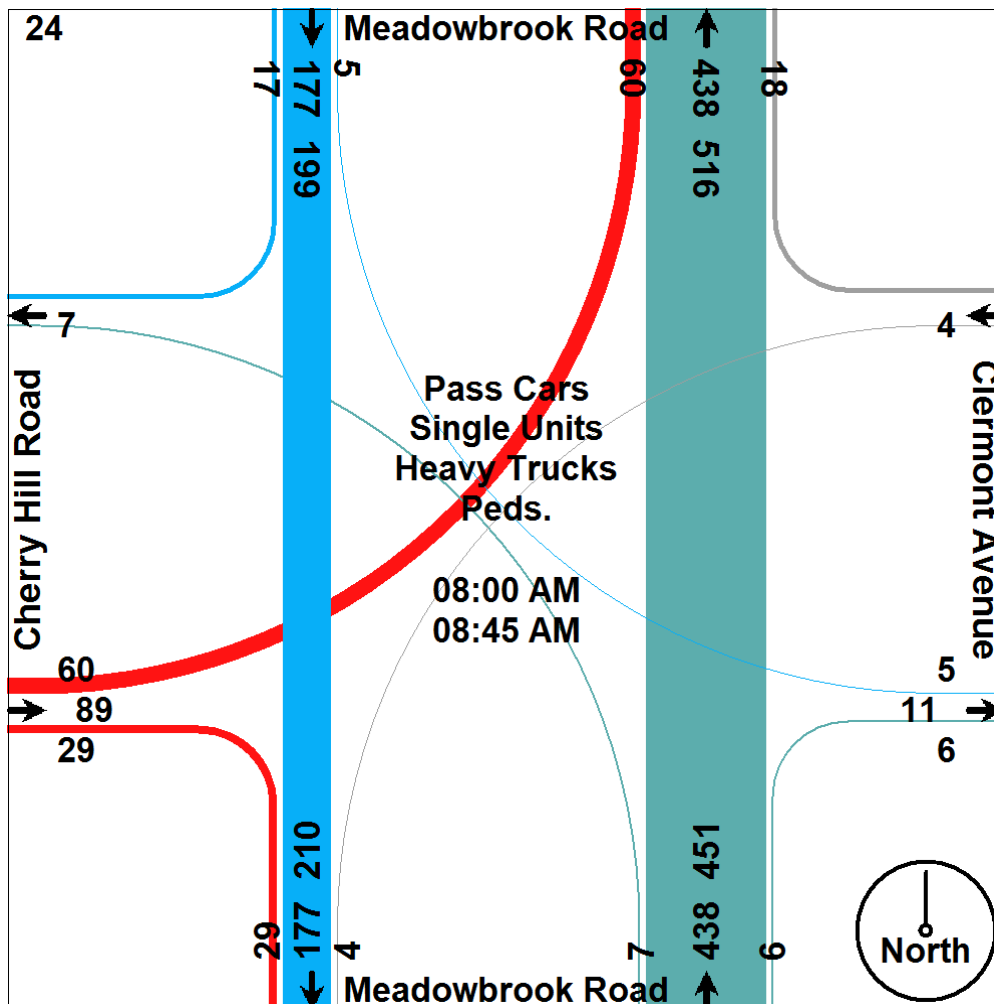 24
Meadowbrook Road
17
177 199
5
60
438 516
18
7
4
Cherry Hill Road
Clermont Avenue
Pass Cars
Single Units
Heavy Trucks
Peds.
08:00 AM
08:45 AM
60
89
29
5
11
6
29
177 210
4
7
438 451
6
North
Meadowbrook Road